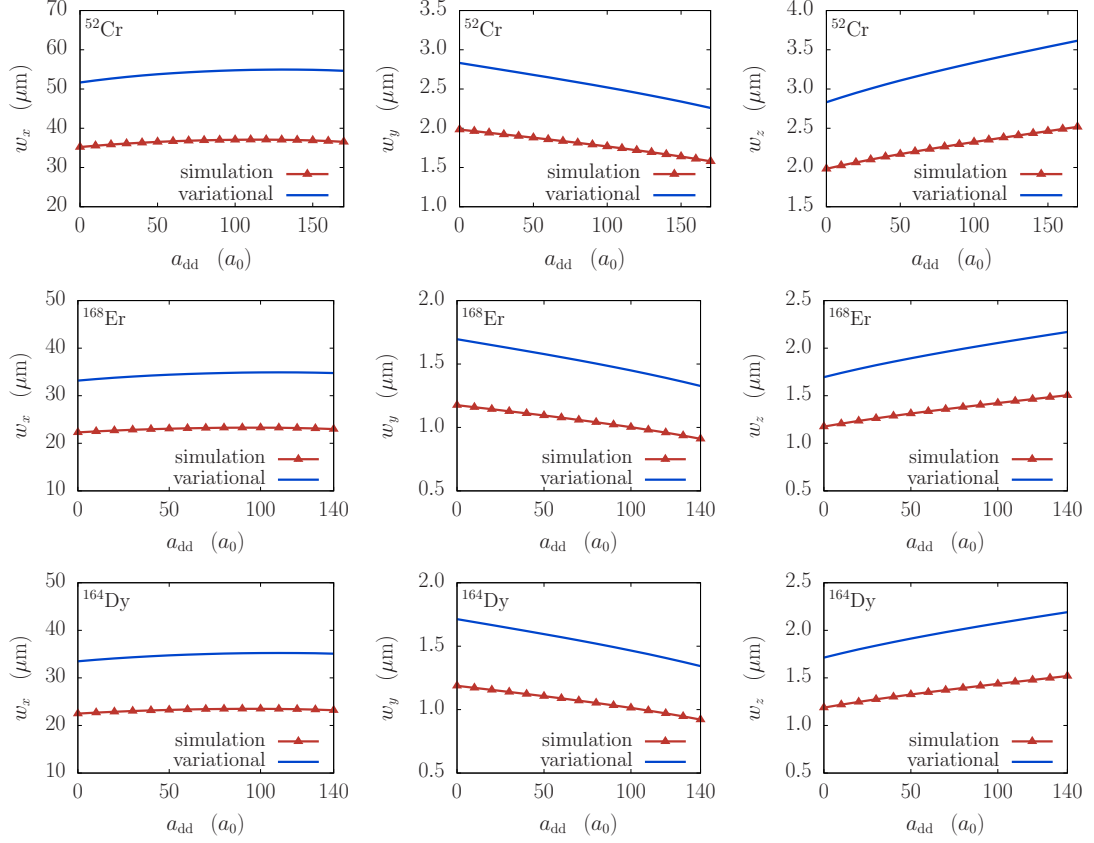 70
60
50
40
30
20
0
50
100
150
w_x (μm)
a_dd (a_0)
^52Cr
simulation
variational
3.5
3.0
2.5
2.0
1.5
1.0
0
50
100
150
w_y (μm)
a_dd (a_0)
^52Cr
simulation
variational
4.0
3.5
3.0
2.5
2.0
1.5
0
50
100
150
w_z (μm)
a_dd (a_0)
^52Cr
simulation
variational
50
40
30
20
10
0
50
100
140
w_x (μm)
a_dd (a_0)
^168Er
simulation
variational
2.0
1.5
1.0
0.5
0
50
100
140
w_y (μm)
a_dd (a_0)
^168Er
simulation
variational
2.5
2.0
1.5
1.0
0.5
0
50
100
140
w_z (μm)
a_dd (a_0)
^168Er
simulation
variational
50
40
30
20
10
0
50
100
140
w_x (μm)
a_dd (a_0)
^164Dy
simulation
variational
2.0
1.5
1.0
0.5
0
50
100
140
w_y (μm)
a_dd (a_0)
^164Dy
simulation
variational
2.5
2.0
1.5
1.0
0.5
0
50
100
140
w_z (μm)
a_dd (a_0)
^164Dy
simulation
variational